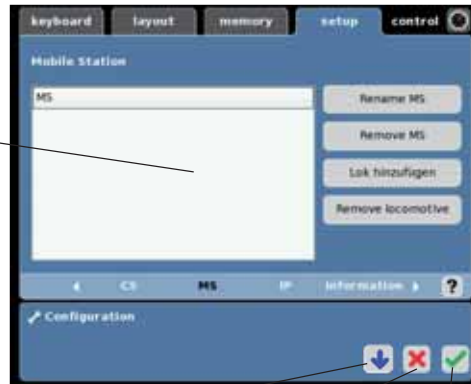 keyboard layout memory setup control
Mobile Station
MS
Rename MS
Remove MS
Lok hinzufügen
Remove locomotive
CS MS IP Information ?
Configuration